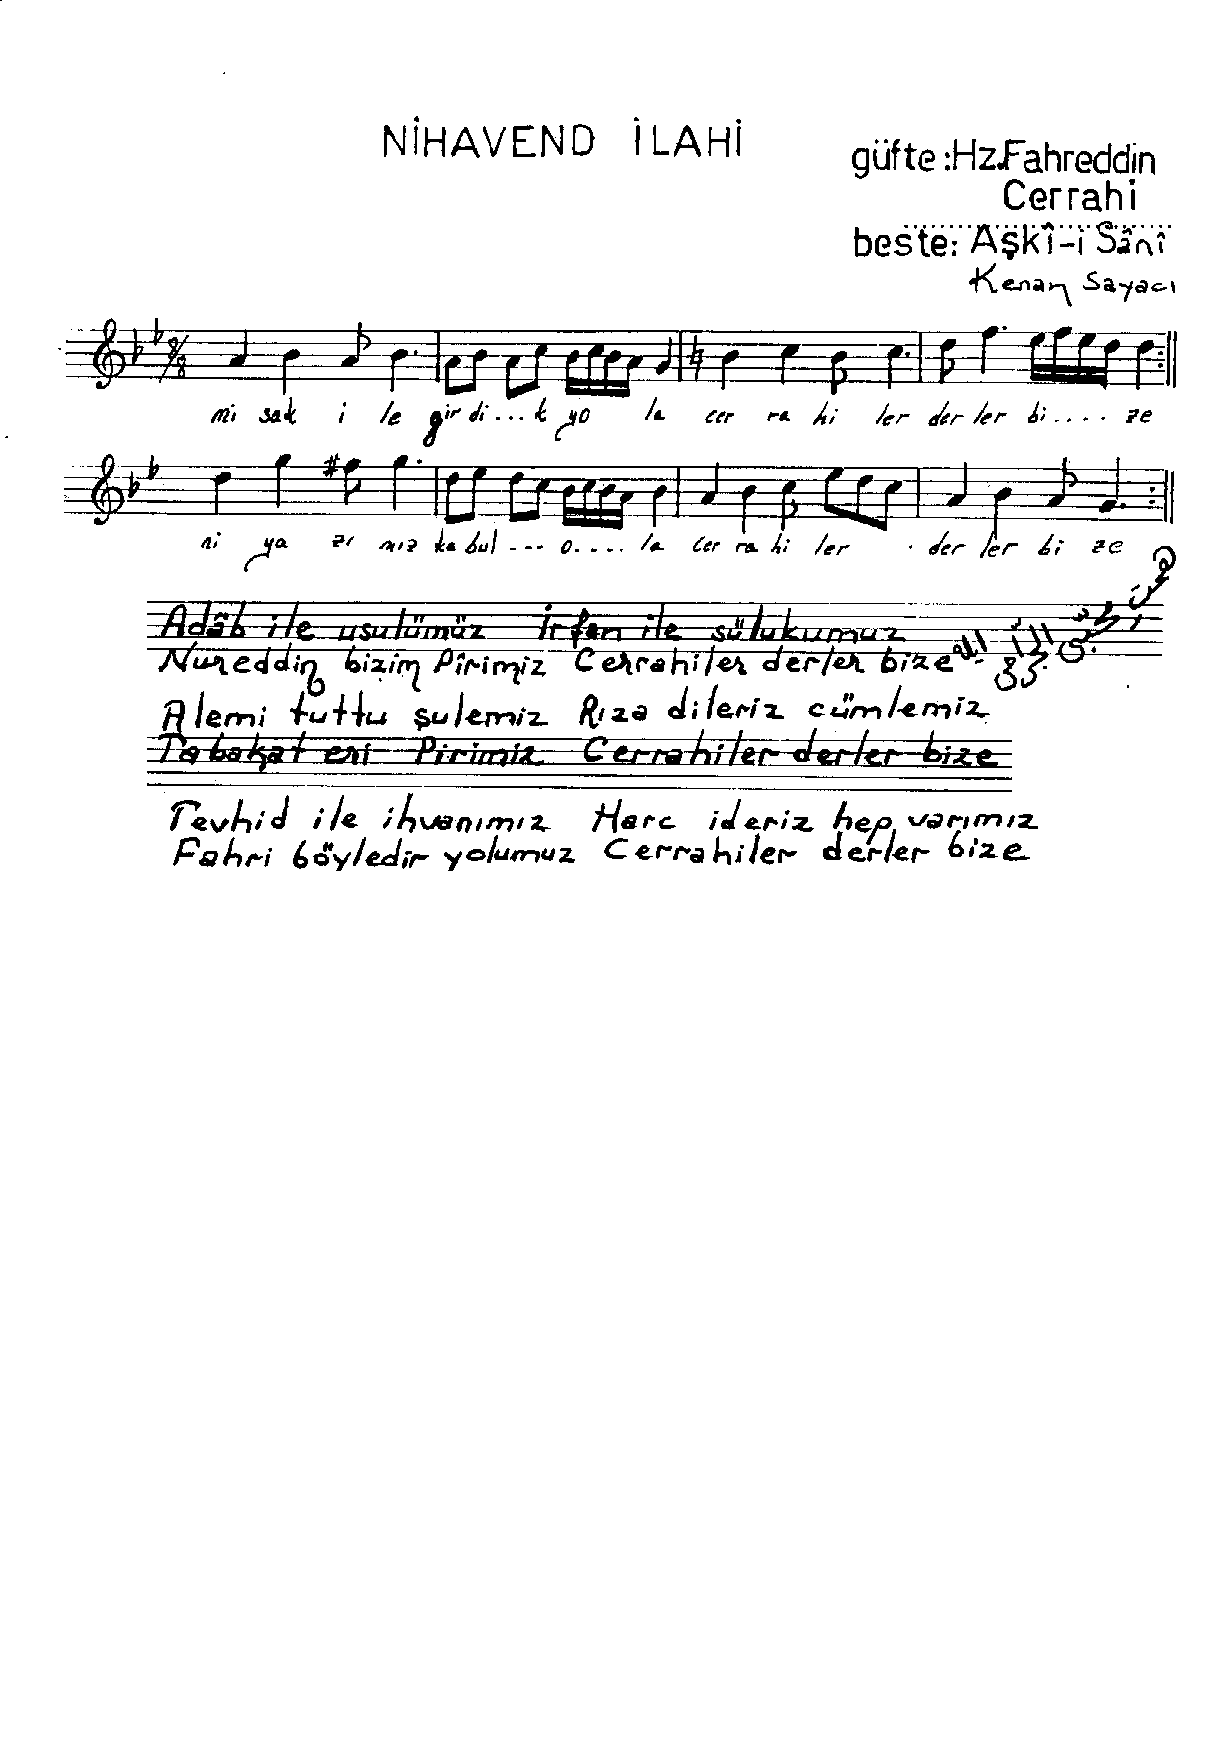 NİHAVEND İLAHİ
güfte: Hz. Fahreddin
Cerrahi
beste: Aşkî-i Sânî
Kenan Sayacı
9/8
mi sak i le gir di...k yo la cer ra hi ler der ler bi.... ze
ni ya zı mız ka bul --- o.... la cer ra hi ler der ler bi ze
Adâb ile usulümüz İrfan ile sülukumuz
Nureddin bizim Pîrimiz Cerrahiler derler bize
Alemi tuttu şulemiz Rıza dileriz cümlemiz
Tabakat eri Pirimiz Cerrahiler derler bize
Tevhid ile ihvanımız Harc ideriz hep varımız
Fahri böyledir yolumuz Cerrahiler derler bize